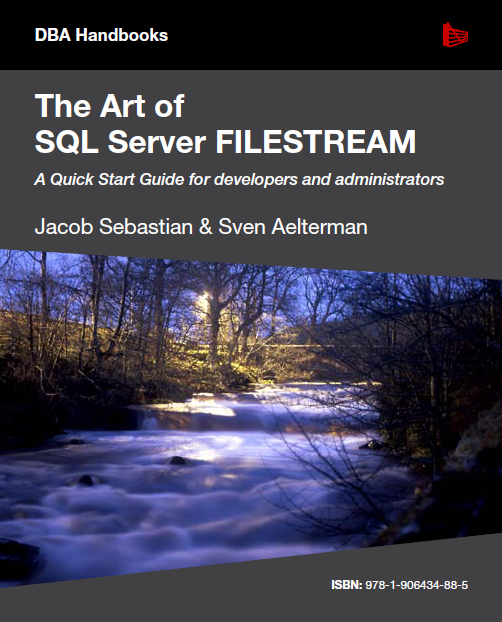 DBA Handbooks
The Art of
SQL Server FILESTREAM
A Quick Start Guide for developers and administrators
Jacob Sebastian & Sven Aelterman
ISBN: 978-1-906434-88-5